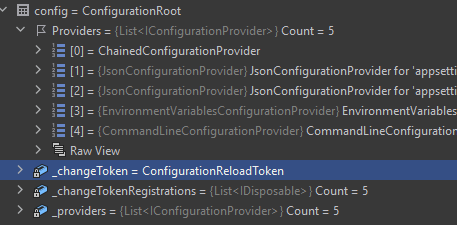 config = ConfigurationRoot
Providers = {List<IConfigurationProvider>} Count = 5
[0] = ChainedConfigurationProvider
[1] = {JsonConfigurationProvider} JsonConfigurationProvider for 'appsetti
[2] = {JsonConfigurationProvider} JsonConfigurationProvider for 'appsetti
[3] = {EnvironmentVariablesConfigurationProvider} EnvironmentVariables
[4] = {CommandLineConfigurationProvider} CommandLineConfiguration
Raw View
_changeToken = ConfigurationReloadToken
_changeTokenRegistrations = {List<IDisposable>} Count = 5
_providers = {List<IConfigurationProvider>} Count = 5